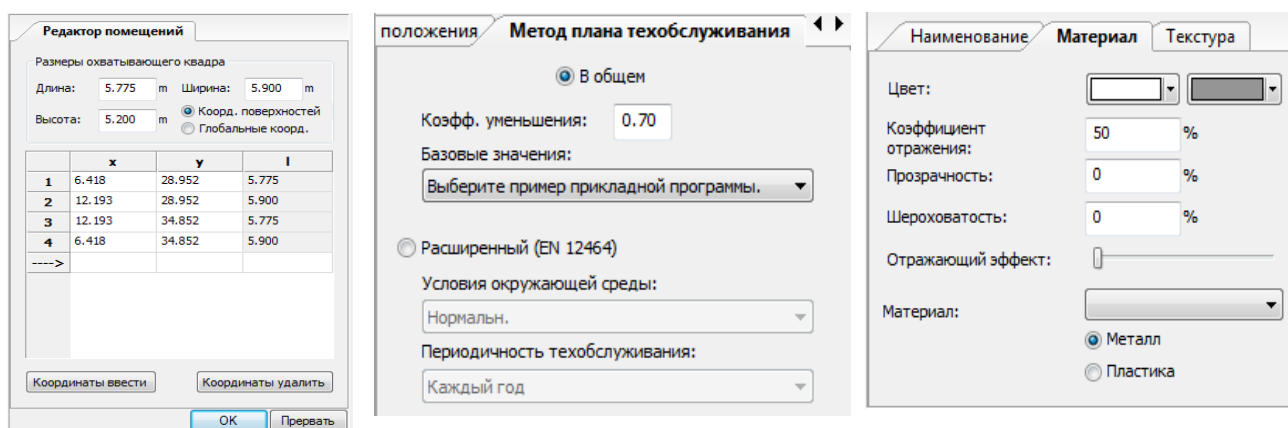 Редактор помещений
Размеры охватывающего квадра
Длина: 5.775 m Ширина: 5.900 m
Высота: 5.200 m
Коорд. поверхностей
Глобальные коорд.
x y l
1 6.418 28.952 5.775
2 12.193 28.952 5.900
3 12.193 34.852 5.775
4 6.418 34.852 5.900
---->
Координаты ввести Координаты удалить
OK Прервать
положения Метод плана техобслуживания
В общем
Коэфф. уменьшения: 0.70
Базовые значения:
Выберите пример прикладной программы.
Расширенный (EN 12464)
Условия окружающей среды:
Нормальн.
Периодичность техобслуживания:
Каждый год
Наименование Материал Текстура
Цвет:
Коэффициент
отражения: 50 %
Прозрачность: 0 %
Шероховатость: 0 %
Отражающий эффект:
Материал:
Металл
Пластика